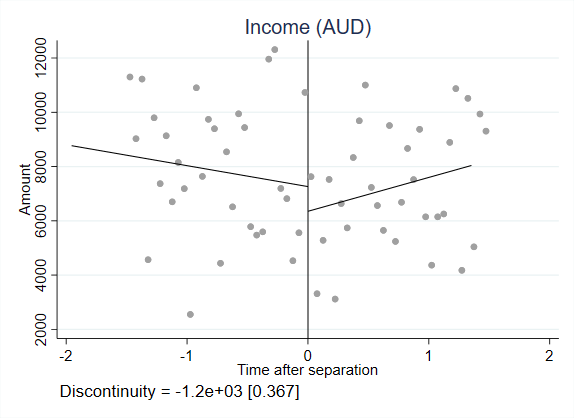 Income (AUD)
Amount
12000
10000
8000
6000
4000
2000
-2 -1 0 1 2
Time after separation
Discontinuity = -1.2e+03 [0.367]